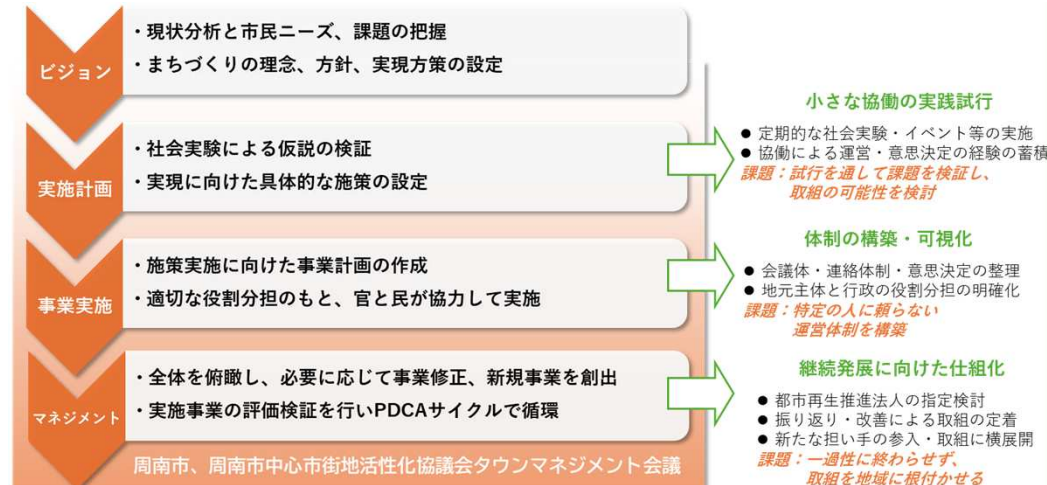 ビジョン
・現状分析と市民ニーズ、課題の把握
・まちづくりの理念、方針、実現方策の設定
実施計画
・社会実験による仮説の検証
・実現に向けた具体的な施策の設定
小さな協働の実践試行
● 定期的な社会実験・イベント等の実施
● 協働による運営・意思決定の経験の蓄積
課題：試行を通して課題を検証し、
取組の可能性を検討
事業実施
・施策実施に向けた事業計画の作成
・適切な役割分担のもと、官と民が協力して実施
体制の構築・可視化
● 会議体・連絡体制・意思決定の整理
● 地元主体と行政の役割分担の明確化
課題：特定の人に頼らない
運営体制を構築
マネジメント
・全体を俯瞰し、必要に応じて事業修正、新規事業を創出
・実施事業の評価検証を行いPDCAサイクルで循環
継続発展に向けた仕組化
● 都市再生推進法人の指定検討
● 振り返り・改善による取組の定着
● 新たな担い手の参入・取組に横展開
課題：一過性に終わらせず、
取組を地域に根付かせる
周南市、周南市中心市街地活性化協議会タウンマネジメント会議